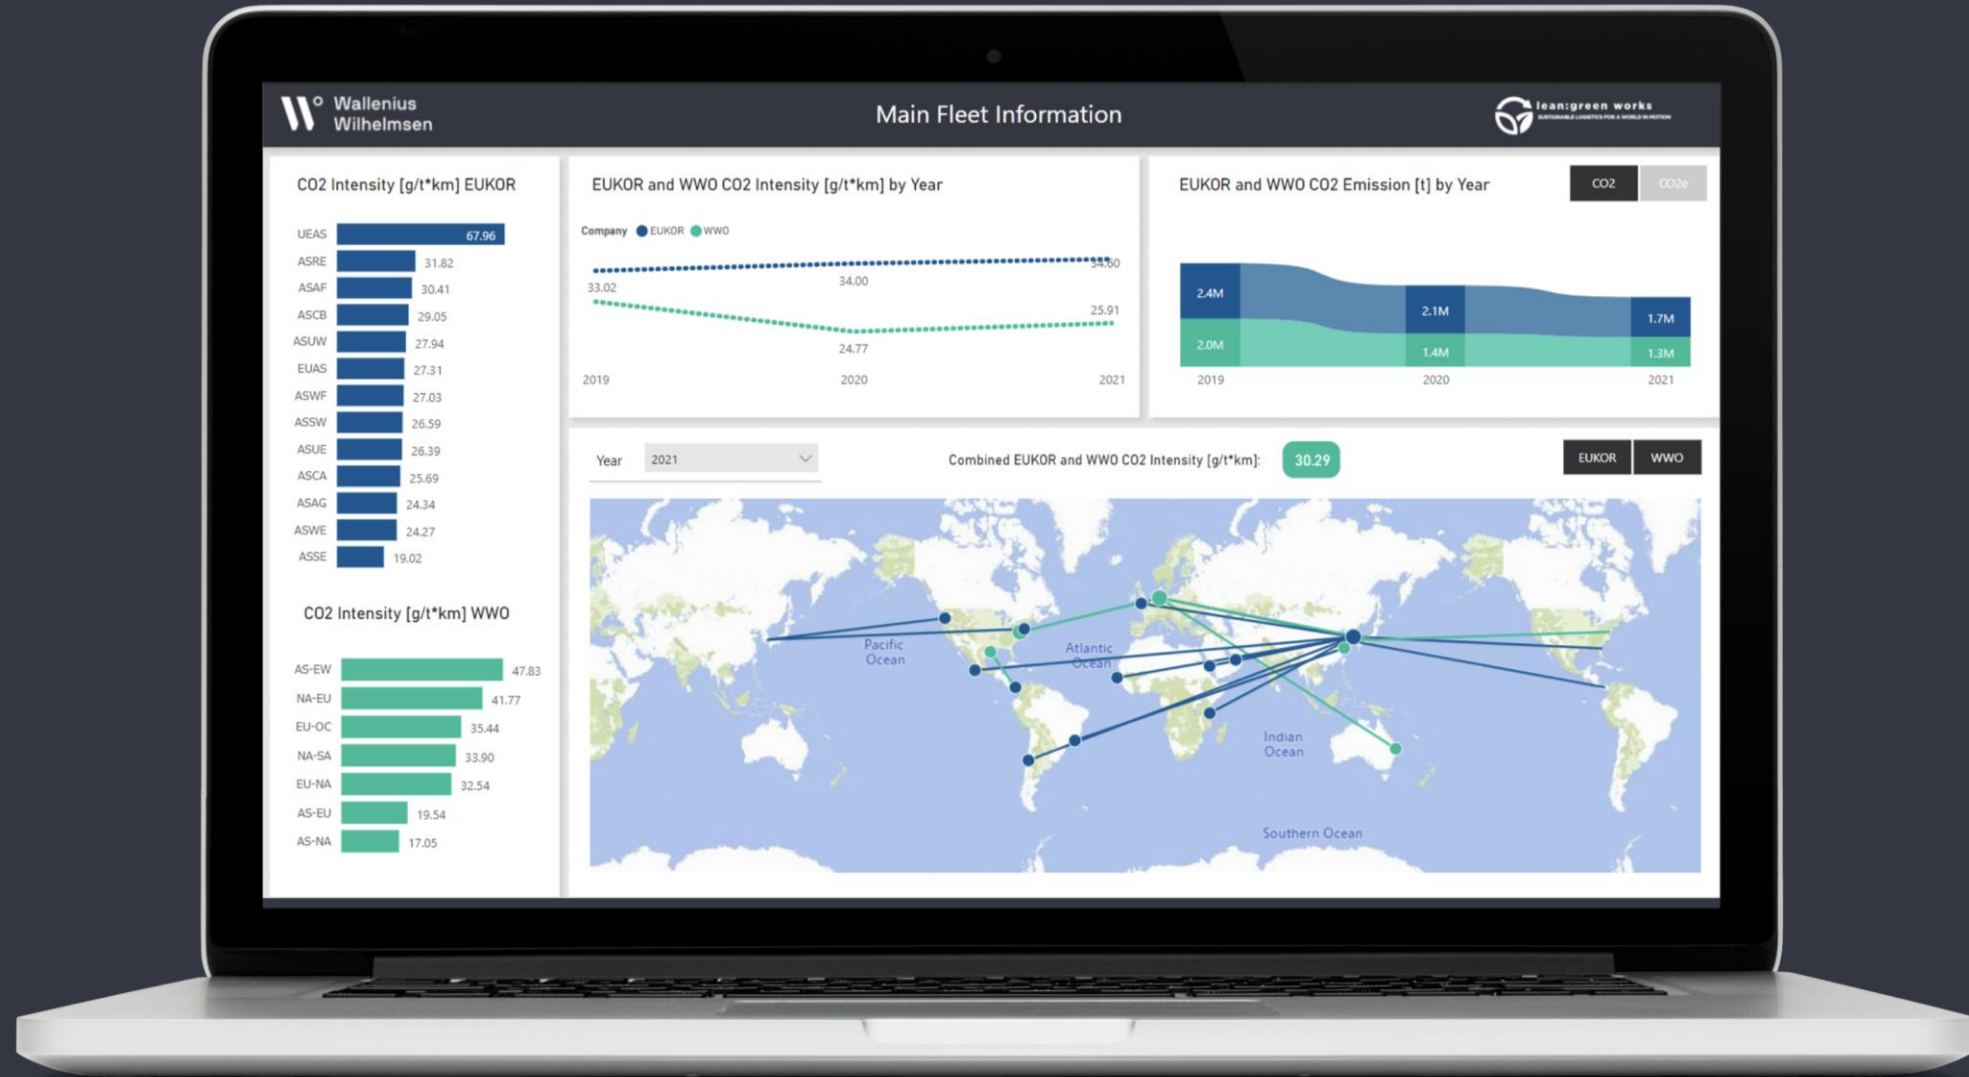 Wallenius
Wilhelmsen
Main Fleet Information
lean:green works
SUSTAINABLE LOGISTICS FOR A WORLD IN MOTION
CO2 Intensity [g/t*km] EUKOR
UEAS 67.96
ASRE 31.82
ASAF 30.41
ASCB 29.05
ASUW 27.94
EUAS 27.31
ASWF 27.03
ASSW 26.59
ASUE 26.39
ASCA 25.69
ASAG 24.34
ASWE 24.27
ASSE 19.02
CO2 Intensity [g/t*km] WWO
AS-EW 47.83
NA-EU 41.77
EU-OC 35.44
NA-SA 33.90
EU-NA 32.54
AS-EU 19.54
AS-NA 17.05
EUKOR and WWO CO2 Intensity [g/t*km] by Year
Company EUKOR WWO
33.02 34.00 34.60
24.77 25.91
2019 2020 2021
EUKOR and WWO CO2 Emission [t] by Year
CO2 CO2e
2.4M 2.1M 1.7M
2.0M 1.4M 1.3M
2019 2020 2021
Year 2021
Combined EUKOR and WWO CO2 Intensity [g/t*km]: 30.29
EUKOR WWO
Pacific
Ocean
Atlantic
Ocean
Indian
Ocean
Southern Ocean